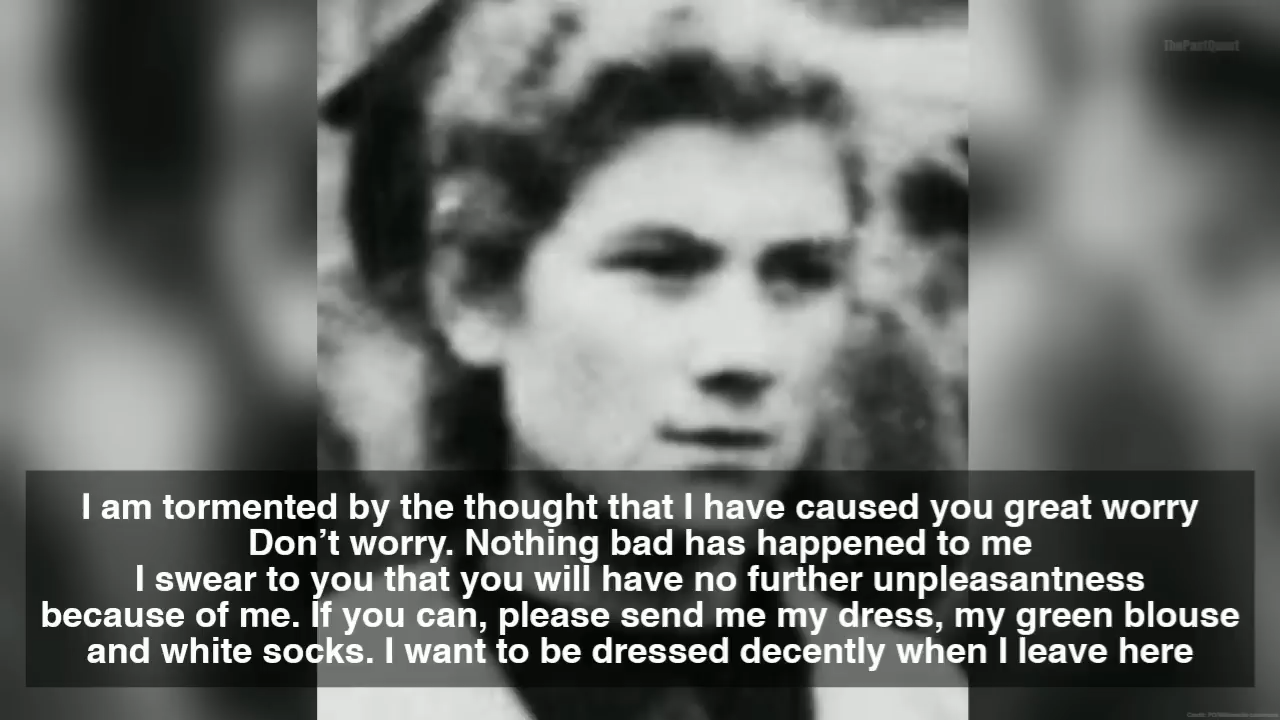 ThePastQuest
I am tormented by the thought that I have caused you great worry
Don’t worry. Nothing bad has happened to me
I swear to you that you will have no further unpleasantness
because of me. If you can, please send me my dress, my green blouse
and white socks. I want to be dressed decently when I leave here